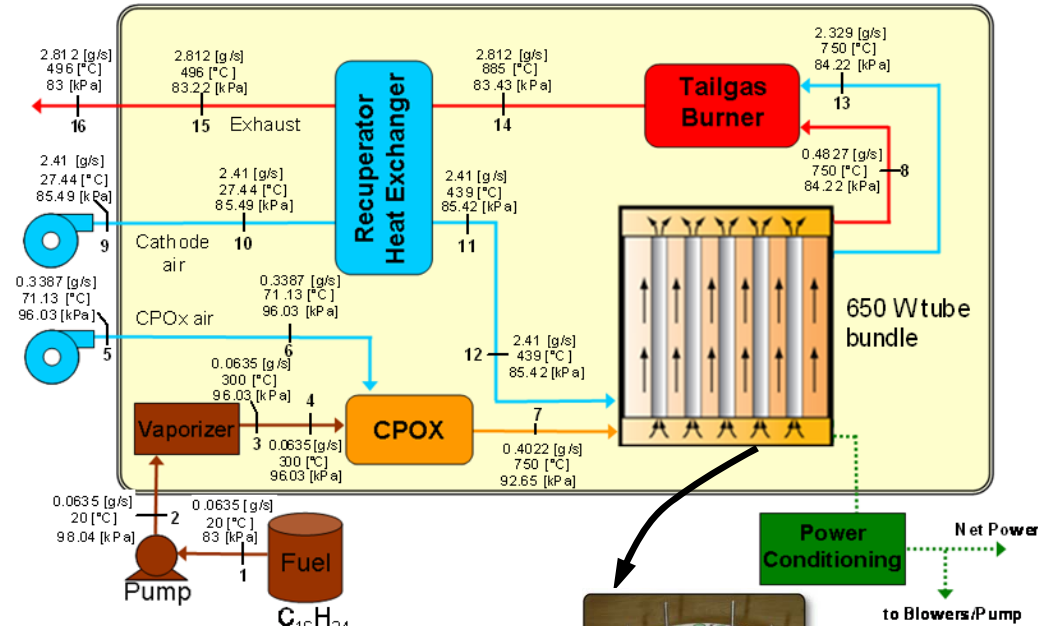 2.812 [g/s]
496 [°C]
83 [kPa]
16
2.812 [g/s]
496 [°C]
83.22 [kPa]
15
Exhaust
Recuperator
Heat Exchanger
2.812 [g/s]
885 [°C]
83.43 [kPa]
14
Tailgas
Burner
2.329 [g/s]
750 [°C]
84.22 [kPa]
13
0.4827 [g/s]
750 [°C]
84.22 [kPa]
8
2.41 [g/s]
27.44 [°C]
85.49 [kPa]
9
Cathode
air
2.41 [g/s]
27.44 [°C]
85.49 [kPa]
10
2.41 [g/s]
439 [°C]
85.42 [kPa]
11
0.3387 [g/s]
71.13 [°C]
96.03 [kPa]
5
CPOx air
0.3387 [g/s]
71.13 [°C]
96.03 [kPa]
6
650 W tube
bundle
12
2.41 [g/s]
439 [°C]
85.42 [kPa]
Vaporizer
0.0635 [g/s]
300 [°C]
96.03 [kPa]
3
4
0.0635 [g/s]
300 [°C]
96.03 [kPa]
CPOX
7
0.4022 [g/s]
750 [°C]
92.65 [kPa]
0.0635 [g/s]
20 [°C]
98.04 [kPa]
2
0.0635 [g/s]
20 [°C]
83 [kPa]
1
Pump
Fuel
C16H34
Power
Conditioning
Net Power
to Blowers/Pump